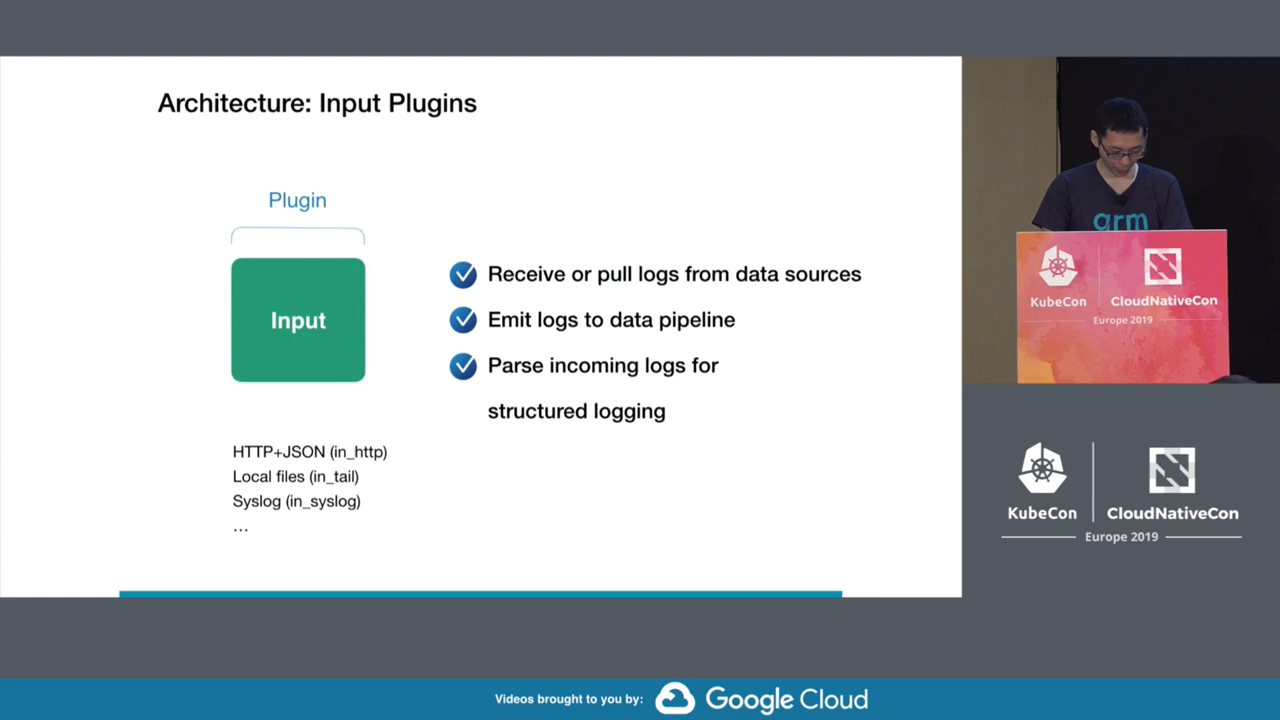 Architecture: Input Plugins
Plugin
Input
Receive or pull logs from data sources
Emit logs to data pipeline
Parse incoming logs for
structured logging
HTTP+JSON (in_http)
Local files (in_tail)
Syslog (in_syslog)
...
arm
KubeCon
CloudNativeCon
Europe 2019
KubeCon
CloudNativeCon
Europe 2019
Videos brought to you by:
Google Cloud